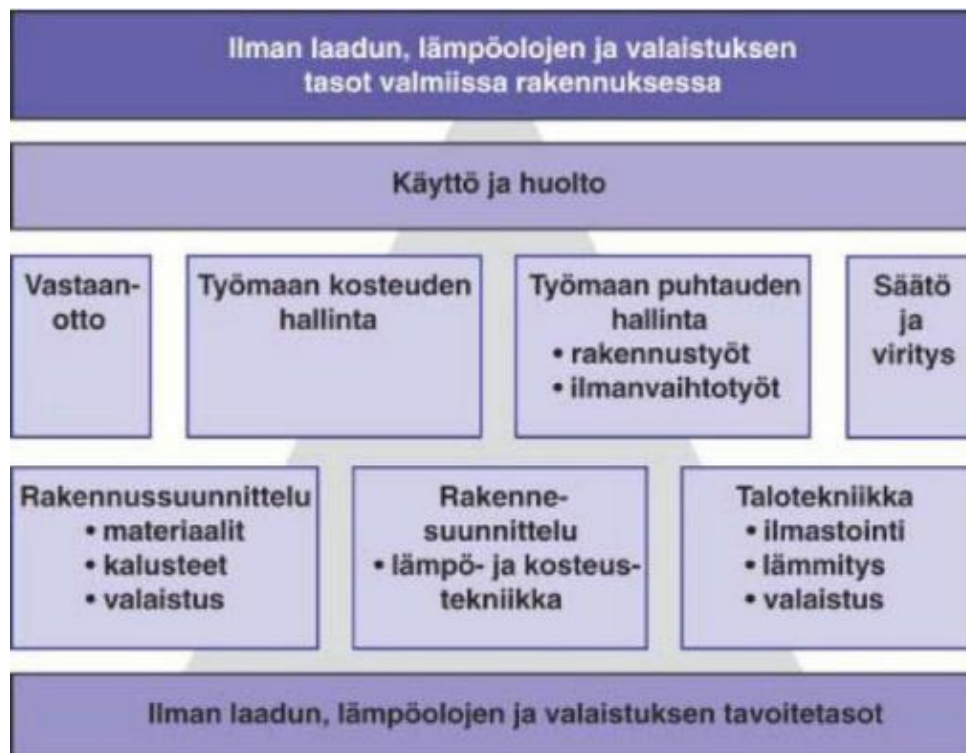 Ilman laadun, lämpöolojen ja valaistuksen
tasot valmiissa rakennuksessa
Käyttö ja huolto
Vastaan-
otto
Työmaan kosteuden
hallinta
Työmaan puhtauden
hallinta
• rakennustyöt
• ilmanvaihtotyöt
Säätö
ja
viritys
Rakennussuunnittelu
• materiaalit
• kalusteet
• valaistus
Rakenne-
suunnittelu
• lämpö- ja kosteus-
tekniikka
Talotekniikka
• ilmastointi
• lämmitys
• valaistus
Ilman laadun, lämpöolojen ja valaistuksen tavoitetasot